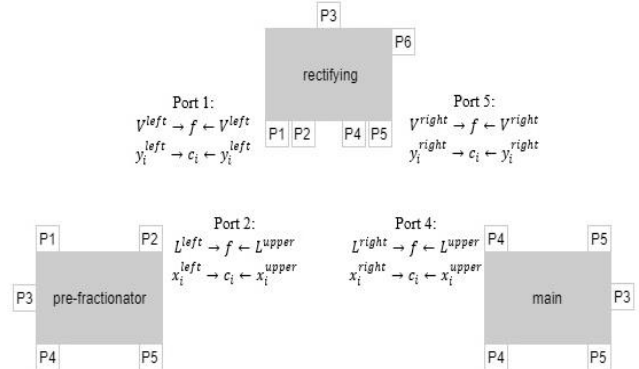 P3
P6
rectifying
P1 P2 P4 P5
Port 1:
V^{left} → f ← V^{left}
y_i^{left} → c_i ← y_i^{left}
Port 5:
V^{right} → f ← V^{right}
y_i^{right} → c_i ← y_i^{right}
Port 2:
L^{left} → f ← L^{upper}
x_i^{left} → c_i ← x_i^{upper}
Port 4:
L^{right} → f ← L^{upper}
x_i^{right} → c_i ← x_i^{upper}
P1 P2
P3 pre-fractionator
P4 P5
P4 P5
main P3
P4 P5